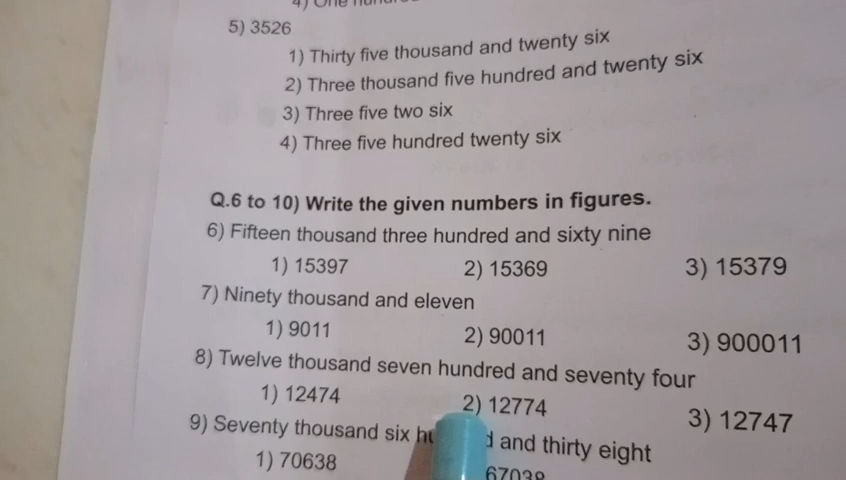 4) One
5) 3526
1) Thirty five thousand and twenty six
2) Three thousand five hundred and twenty six
3) Three five two six
4) Three five hundred twenty six
Q.6 to 10) Write the given numbers in figures.
6) Fifteen thousand three hundred and sixty nine
1) 15397 2) 15369 3) 15379
7) Ninety thousand and eleven
1) 9011 2) 90011 3) 900011
8) Twelve thousand seven hundred and seventy four
1) 12474 2) 12774 3) 12747
9) Seventy thousand six and thirty eight
1) 70638 67038